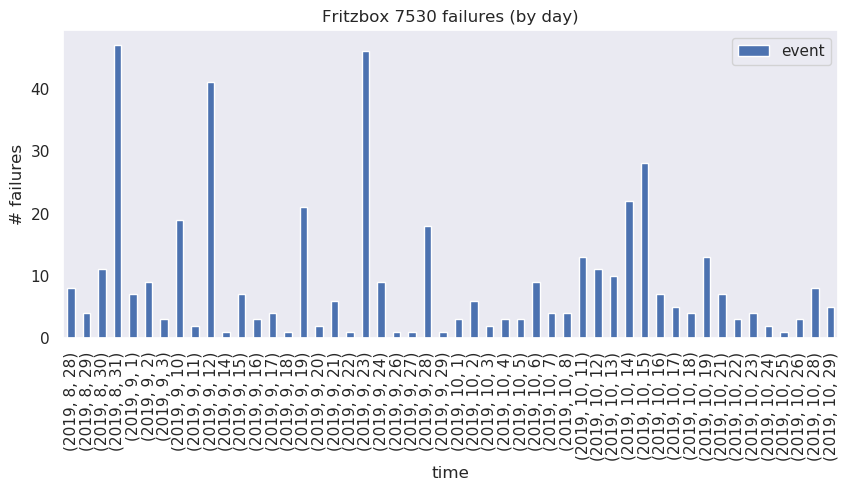 Fritzbox 7530 failures (by day)
event
# failures
40
30
20
10
0
(2019, 8, 28)
(2019, 8, 29)
(2019, 8, 30)
(2019, 8, 31)
(2019, 9, 1)
(2019, 9, 2)
(2019, 9, 3)
(2019, 9, 10)
(2019, 9, 11)
(2019, 9, 12)
(2019, 9, 14)
(2019, 9, 15)
(2019, 9, 16)
(2019, 9, 17)
(2019, 9, 18)
(2019, 9, 19)
(2019, 9, 20)
(2019, 9, 21)
(2019, 9, 22)
(2019, 9, 23)
(2019, 9, 24)
(2019, 9, 26)
(2019, 9, 27)
(2019, 9, 28)
(2019, 9, 29)
(2019, 10, 1)
(2019, 10, 2)
(2019, 10, 3)
(2019, 10, 4)
(2019, 10, 5)
(2019, 10, 6)
(2019, 10, 7)
(2019, 10, 8)
(2019, 10, 11)
(2019, 10, 12)
(2019, 10, 13)
(2019, 10, 14)
(2019, 10, 15)
(2019, 10, 16)
(2019, 10, 17)
(2019, 10, 18)
(2019, 10, 19)
(2019, 10, 21)
(2019, 10, 22)
(2019, 10, 23)
(2019, 10, 24)
(2019, 10, 25)
(2019, 10, 26)
(2019, 10, 28)
(2019, 10, 29)
time